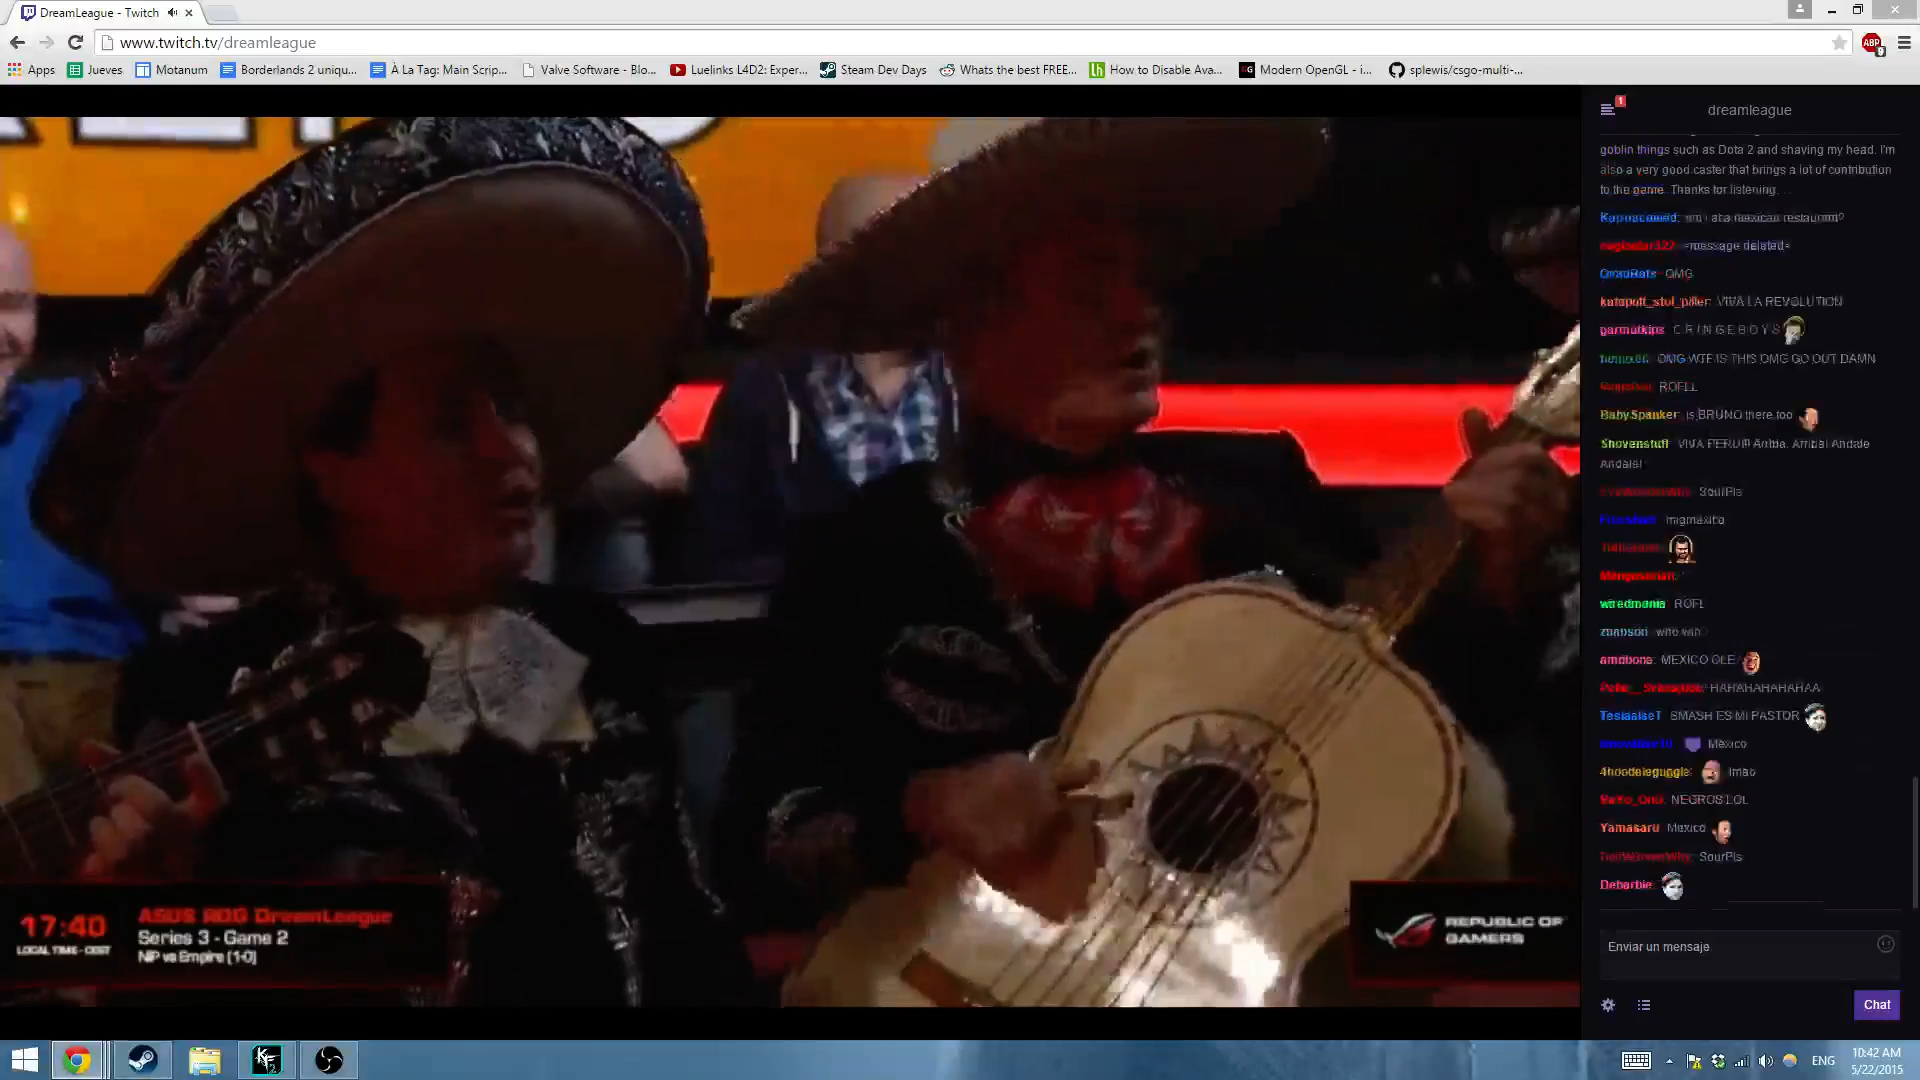 DreamLeague - Twitch
www.twitch.tv/dreamleague
ABP
9
Apps
Jueves
Motanum
Borderlands 2 uniqu...
À La Tag: Main Scrip...
Valve Software - Blo...
Luelinks L4D2: Exper...
Steam Dev Days
Whats the best FREE...
How to Disable Ava...
Modern OpenGL - i...
splewis/csgo-multi-...
1
dreamleague
goblin things such as Dota 2 and shaving my head. I'm
also a very good caster that brings a lot of contribution
to the game. Thanks for listening.
a mexican restaurant?
-message deleted-
OMG
VIVA LA REVOLUTION
C R I N G E B O Y S
OMG WTF IS THIS OMG GO OUT DAMN
ROFLL
BabySpanker is BRUNO there too
Shovenstuff VIVA PERU!! Arriba. Arriba! Andale
Andale!
SourPls
migmaxito
wiredmania ROFL
who win
amdbone: MEXICO OLE
HAHAHAHAHAHAA
SMASH ES MI PASTOR
Mexico
lmao
NEGROS LOL
Yamasaru Mexico
SourPls
Debarbie:
Enviar un mensaje
Chat
17:40
LOCAL TIME - CEST
ASUS ROG DreamLeague
Series 3 - Game 2
NiP vs Empire [1-0]
REPUBLIC OF
GAMERS
ENG
10:42 AM
5/22/2015